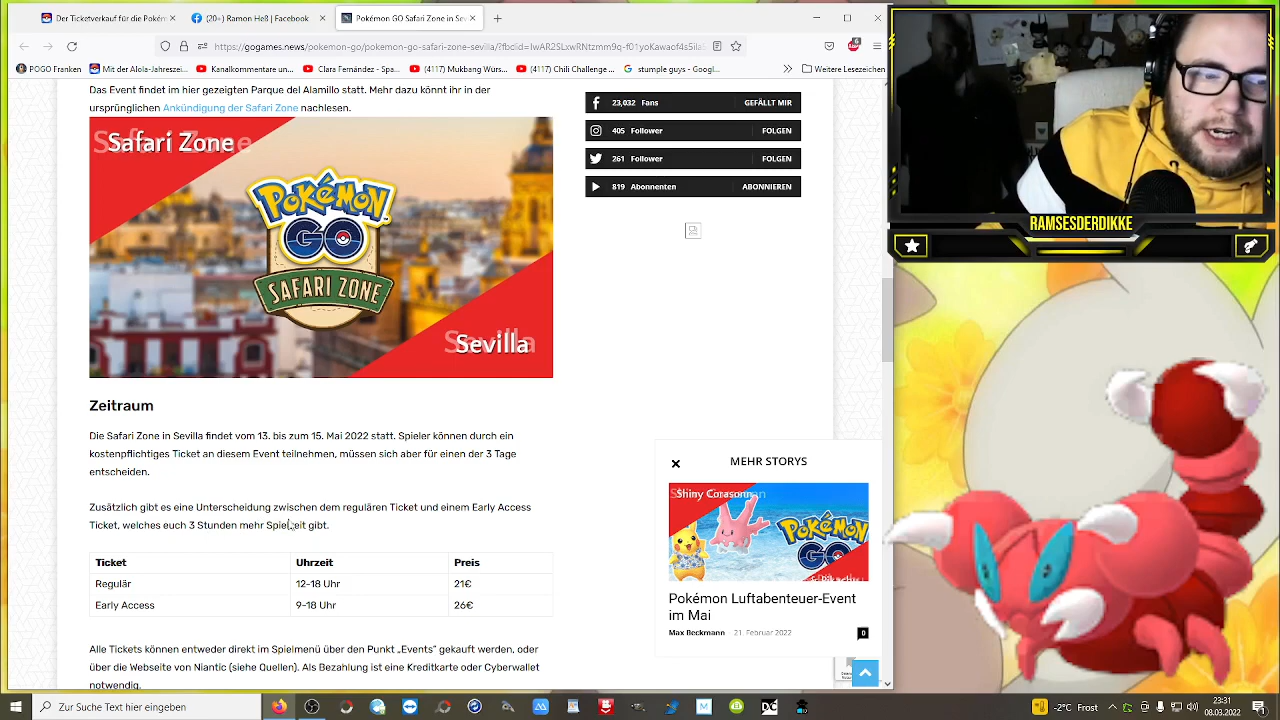 Der Ticketverkauf zur Safari Zone
(2) Facebook
Pokémon GO Safari Zone in Sev
https://gogames.news/pokemon-go/pokemon-go-safari-zone-sevilla/?fbclid=
POGO Franken
Mit der Alola-Jahresze...
Kanalkommentare - Y...
Clara Fernández - Spa...
(4117) Mukbang Wurs...
(4117) Chili Challenge ...
stumple guys - Googl...
Weitere Lesezeichen
Das Event findet im hier gezeigten Parque del Alamillo statt. Mehr dazu könnt ihr in der
ursprünglichen Ankündigung der Safari Zone nachlesen.
Safari Zone
POKÉMON
GO
SAFARI ZONE
Sevilla
23,032 Fans GEFÄLLT MIR
405 Follower FOLGEN
261 Follower FOLGEN
819 Abonnenten ABONNIEREN
Zeitraum
Die Safari Zone in Sevilla findet vom 13. bis zum 15. Mai 2022 statt. Spieler können durch ein
kostenpflichtiges Ticket an diesem Event teilnehmen, müssen sich aber für einen der 3 Tage
entscheiden.
Zusätzlich gibt es eine Unterscheidung zwischen dem regulären Ticket und einem Early Access
Ticket, welches euch 3 Stunden mehr Spielzeit gibt.
Ticket Uhrzeit Preis
Regulär 12-18 Uhr 21€
Early Access 9-18 Uhr 26€
Alle Tickets können entweder direkt im Spielmenü über den Punkt „Events“ gekauft werden, oder
über die Webseite von Niantic (siehe Quellen). Als Bezahlung ist eine Kreditkarte oder Cyberwallet
notwendig.
MEHR STORYS
Shiny Corasonn
POKÉMON
GO
Pokémon Luftabenteuer-Event
im Mai
Max Beckmann - 21. Februar 2022
0
RAMSESDERDIKKE
Zur Suche Text hier eingeben
23:31
08.03.2022